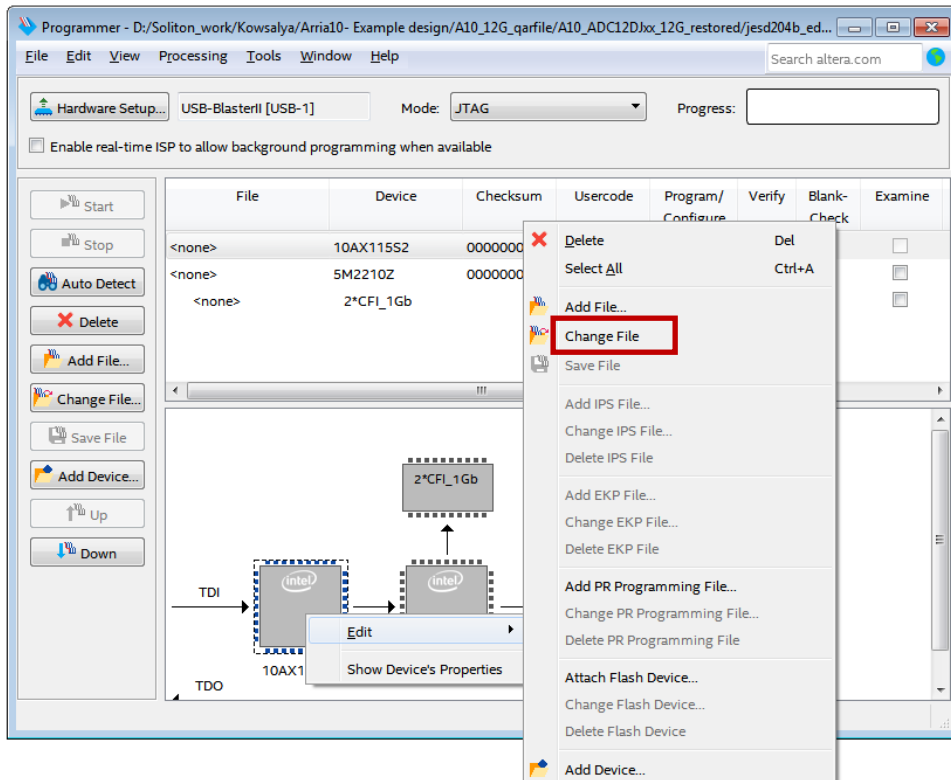 Programmer - D:/Soliton_work/Kowsalya/Arria10- Example design/A10_12G_qarfile/A10_ADC12DJxx_12G_restored/jesd204b_ed...
File Edit View Processing Tools Window Help
Search altera.com
Hardware Setup... USB-BlasterII [USB-1] Mode: JTAG Progress:
Enable real-time ISP to allow background programming when available
Start
Stop
Auto Detect
Delete
Add File...
Change File...
Save File
Add Device...
Up
Down
File Device Checksum Usercode Program/ Verify Blank- Examine
Configure Check
<none> 10AX115S2 0000000
<none> 5M2210Z 0000000
<none> 2*CFI_1Gb
2*CFI_1Gb
TDI
intel
intel
10AX1
TDO
Edit
Show Device's Properties
Delete Del
Select All Ctrl+A
Add File...
Change File
Save File
Add IPS File...
Change IPS File...
Delete IPS File
Add EKP File...
Change EKP File...
Delete EKP File
Add PR Programming File...
Change PR Programming File...
Delete PR Programming File
Attach Flash Device...
Change Flash Device...
Delete Flash Device
Add Device...